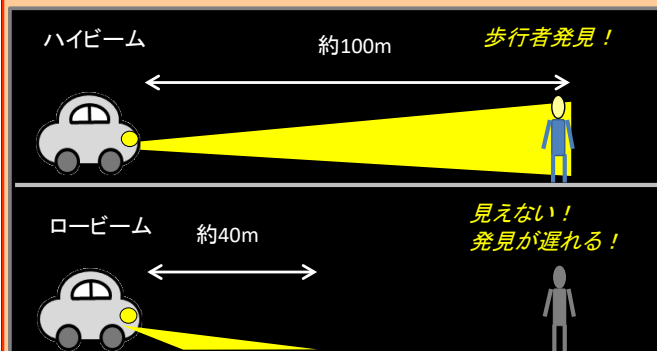 ハイビーム
約100m
歩行者発見！
ロービーム
約40m
見えない！
発見が遅れる！